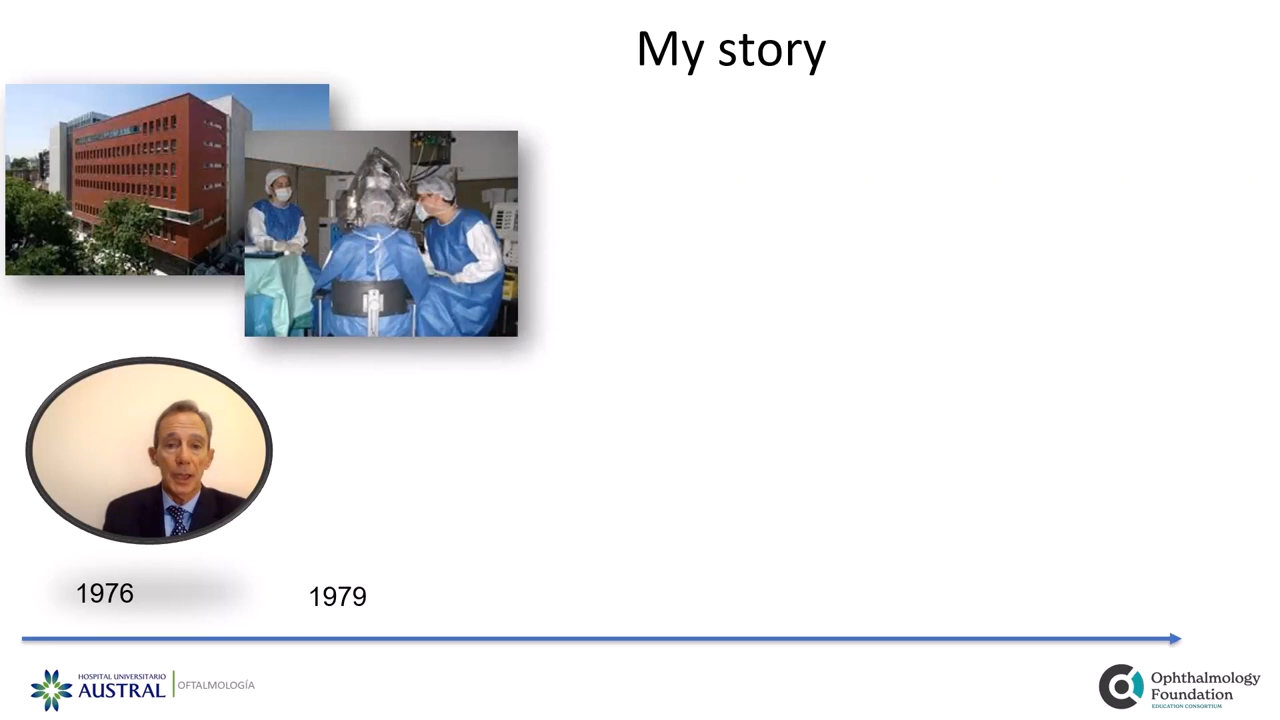 My story
1976
1979
HOSPITAL UNIVERSITARIO
AUSTRAL
OFTALMOLOGÍA
Ophthalmology
Foundation
EDUCATION CONSORTIUM